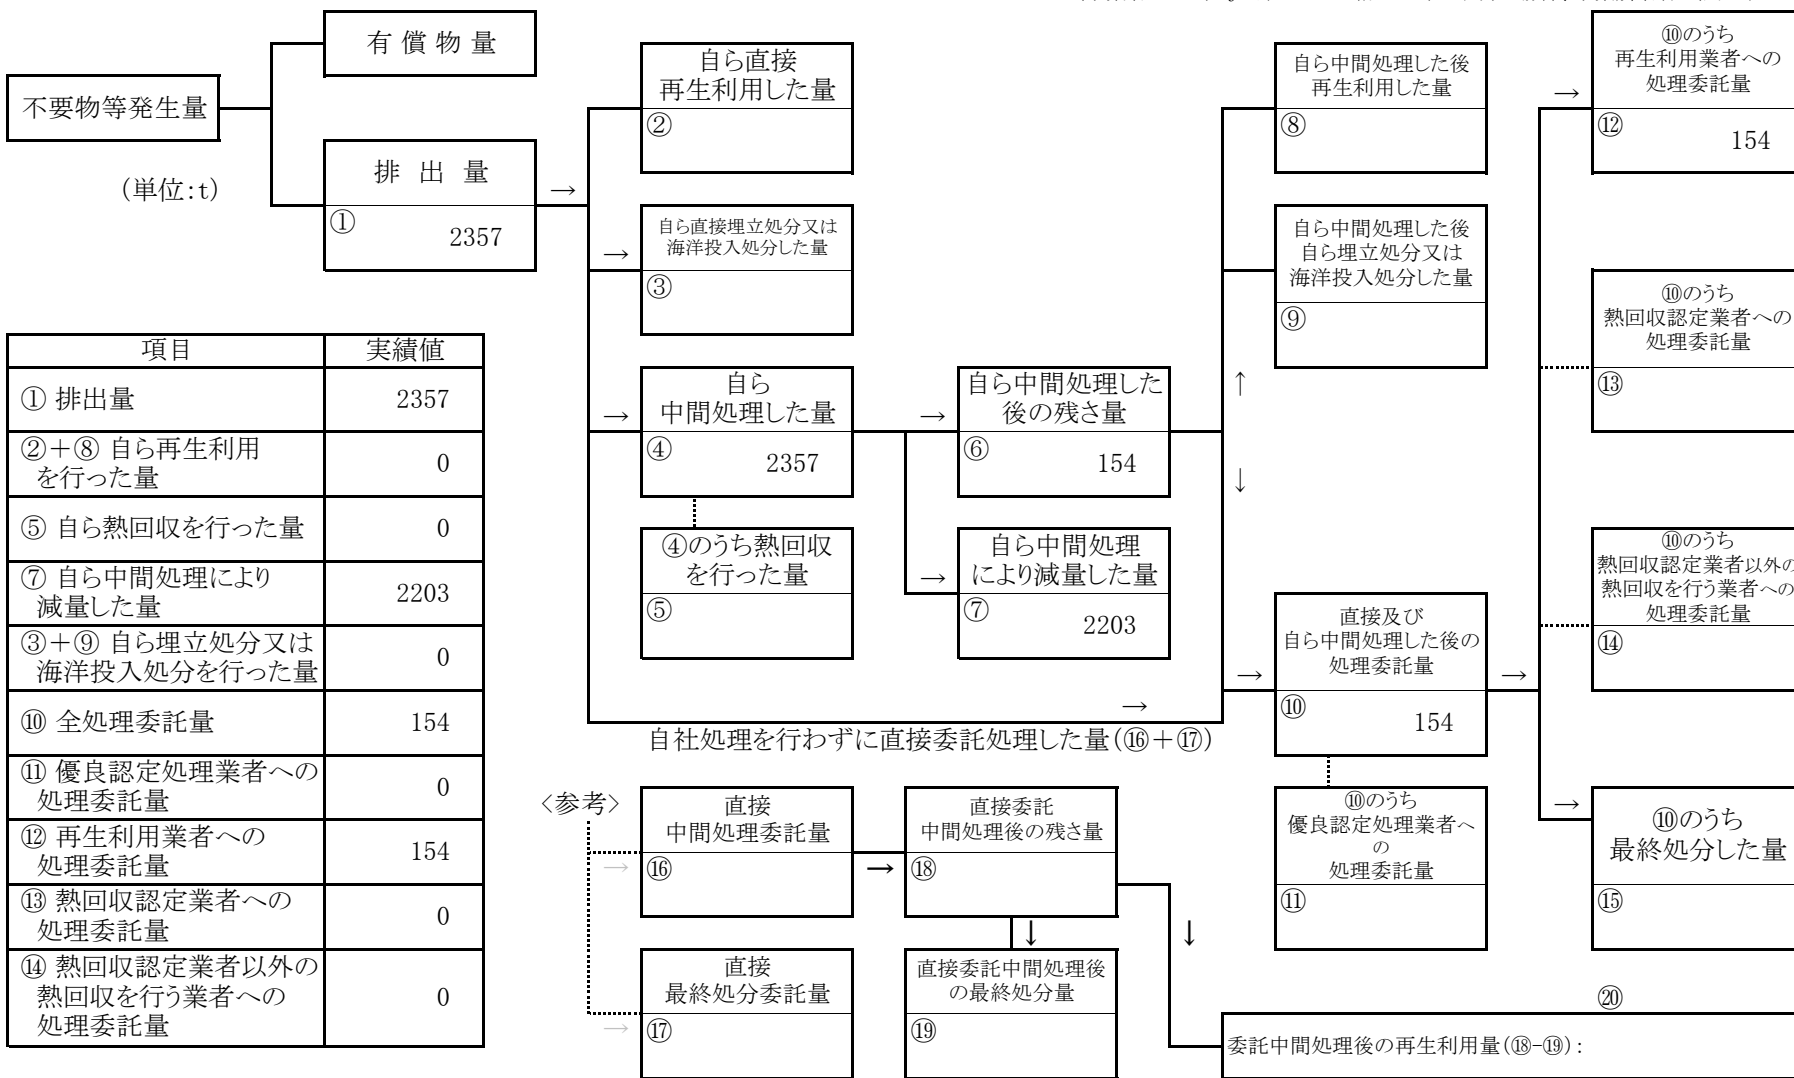 有 償 物 量
不要物等発生量
(単位:t)
排 出 量
→
①
2357
自ら直接
再生利用した量
②
→
自ら直接埋立処分又は
海洋投入処分した量
③
→
自ら
中間処理した量
④
2357
④のうち熱回収
を行った量
⑤
→
自ら中間処理した
後の残さ量
⑥
154
→
自ら中間処理
により減量した量
⑦
2203
自ら中間処理した後
再生利用した量
⑧
自ら中間処理した後
自ら埋立処分又は
海洋投入処分した量
⑨
↑
↓
→
直接及び
自ら中間処理した後の
処理委託量
⑩
154
→
→
自社処理を行わずに直接委託処理した量(⑯+⑰)
⑩のうち
優良認定処理業者へ
の
処理委託量
⑪
→
⑩のうち
再生利用業者への
処理委託量
⑫
154
⑩のうち
熱回収認定業者への
処理委託量
⑬
⑩のうち
熱回収認定業者以外の
熱回収を行う業者への
処理委託量
⑭
→
⑩のうち
最終処分した量
⑮
項目 実績値
① 排出量 2357
②+⑧ 自ら再生利用
を行った量 0
⑤ 自ら熱回収を行った量 0
⑦ 自ら中間処理により
減量した量 2203
③+⑨ 自ら埋立処分又は
海洋投入処分を行った量 0
⑩ 全処理委託量 154
⑪ 優良認定処理業者への
処理委託量 0
⑫ 再生利用業者への
処理委託量 154
⑬ 熱回収認定業者への
処理委託量 0
⑭ 熱回収認定業者以外の
熱回収を行う業者への
処理委託量 0
<参考>
→
直接
中間処理委託量
⑯
→
直接委託
中間処理後の残さ量
⑱
↓
↓
→
直接
最終処分委託量
⑰
直接委託中間処理後
の最終処分量
⑲
⑳
委託中間処理後の再生利用量(⑱-⑲):